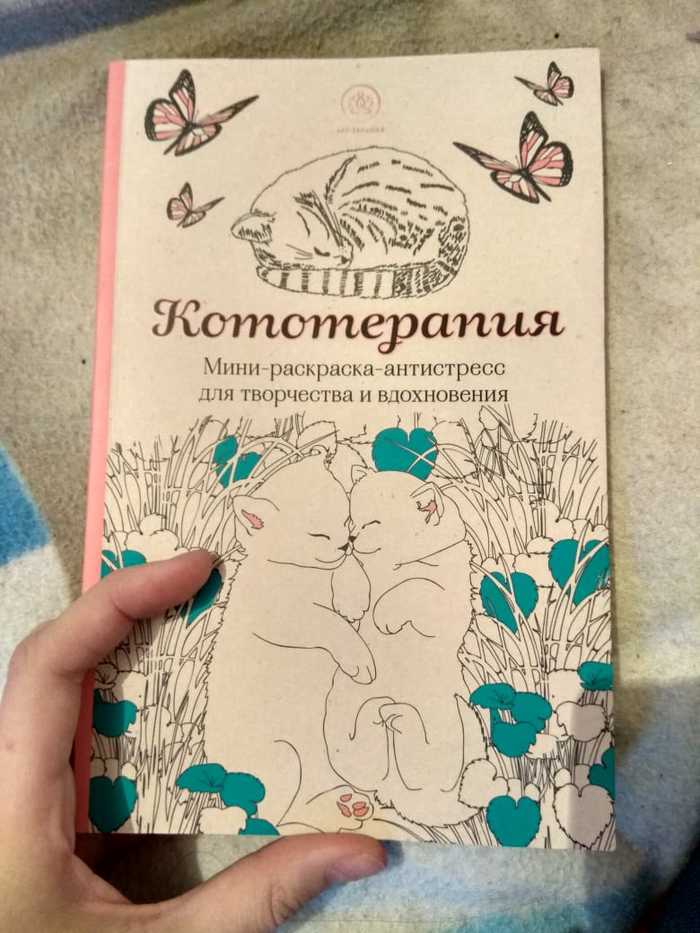 Кототерапия
Мини-раскраска-антистресс
для творчества и вдохновения